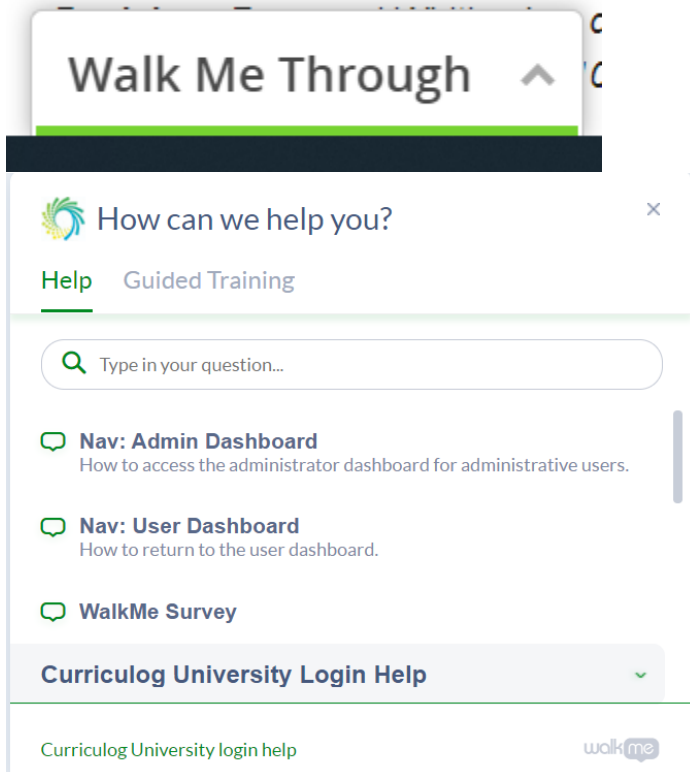 Walk Me Through
How can we help you?
Help Guided Training
Type in your question...
Nav: Admin Dashboard
How to access the administrator dashboard for administrative users.
Nav: User Dashboard
How to return to the user dashboard.
WalkMe Survey
Curriculog University Login Help
Curriculog University login help
walkme